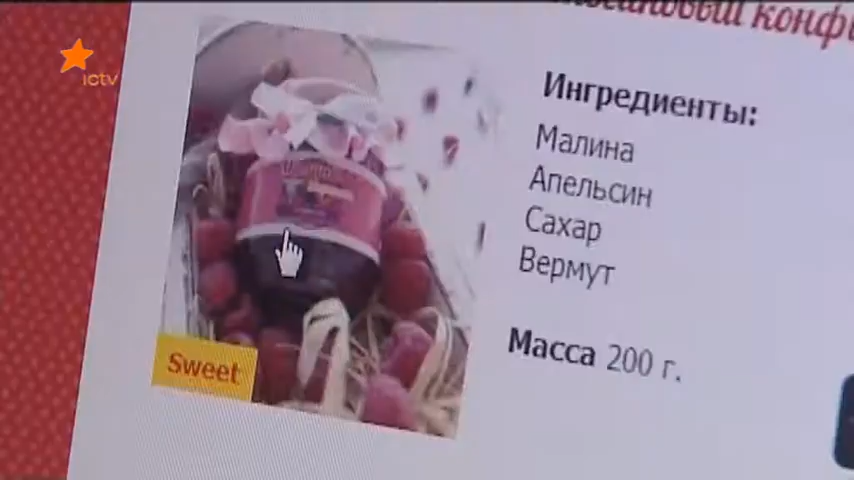 ictv
Ингредиенты:
Малина
Апельсин
Сахар
Вермут
Масса 200 г.
Sweet